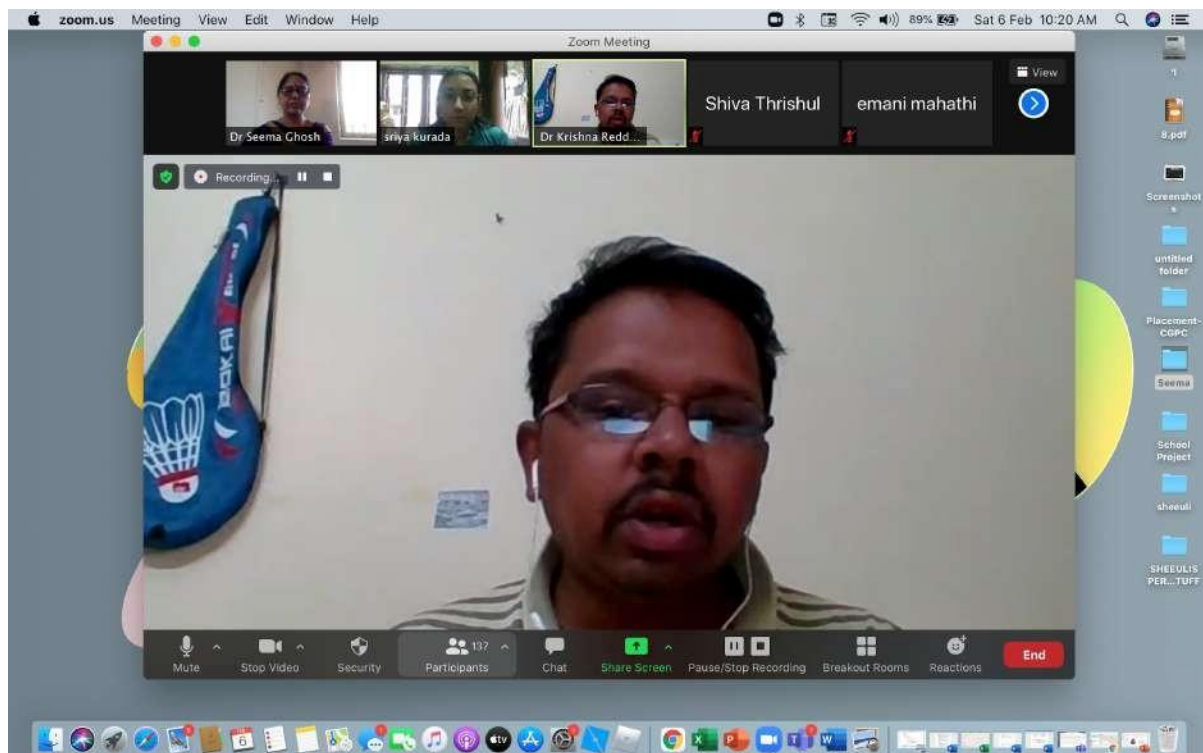 zoom.us Meeting View Edit Window Help 89% Sat 6 Feb 10:20 AM
Zoom Meeting
View
Dr Seema Ghosh
sriya kurada
Dr Krishna Redd...
Shiva Thrishul
emani mahathi
Recording...
BOKAI
1
8.pdf
Screenshot
s
untitled
folder
Placement-
CGPC
Seema
School
Project
sheeuli
SHEEULIS
PER...TUFF
137
Mute
Stop Video
Security
Participants
Chat
Share Screen
Pause/Stop Recording
Breakout Rooms
Reactions
End